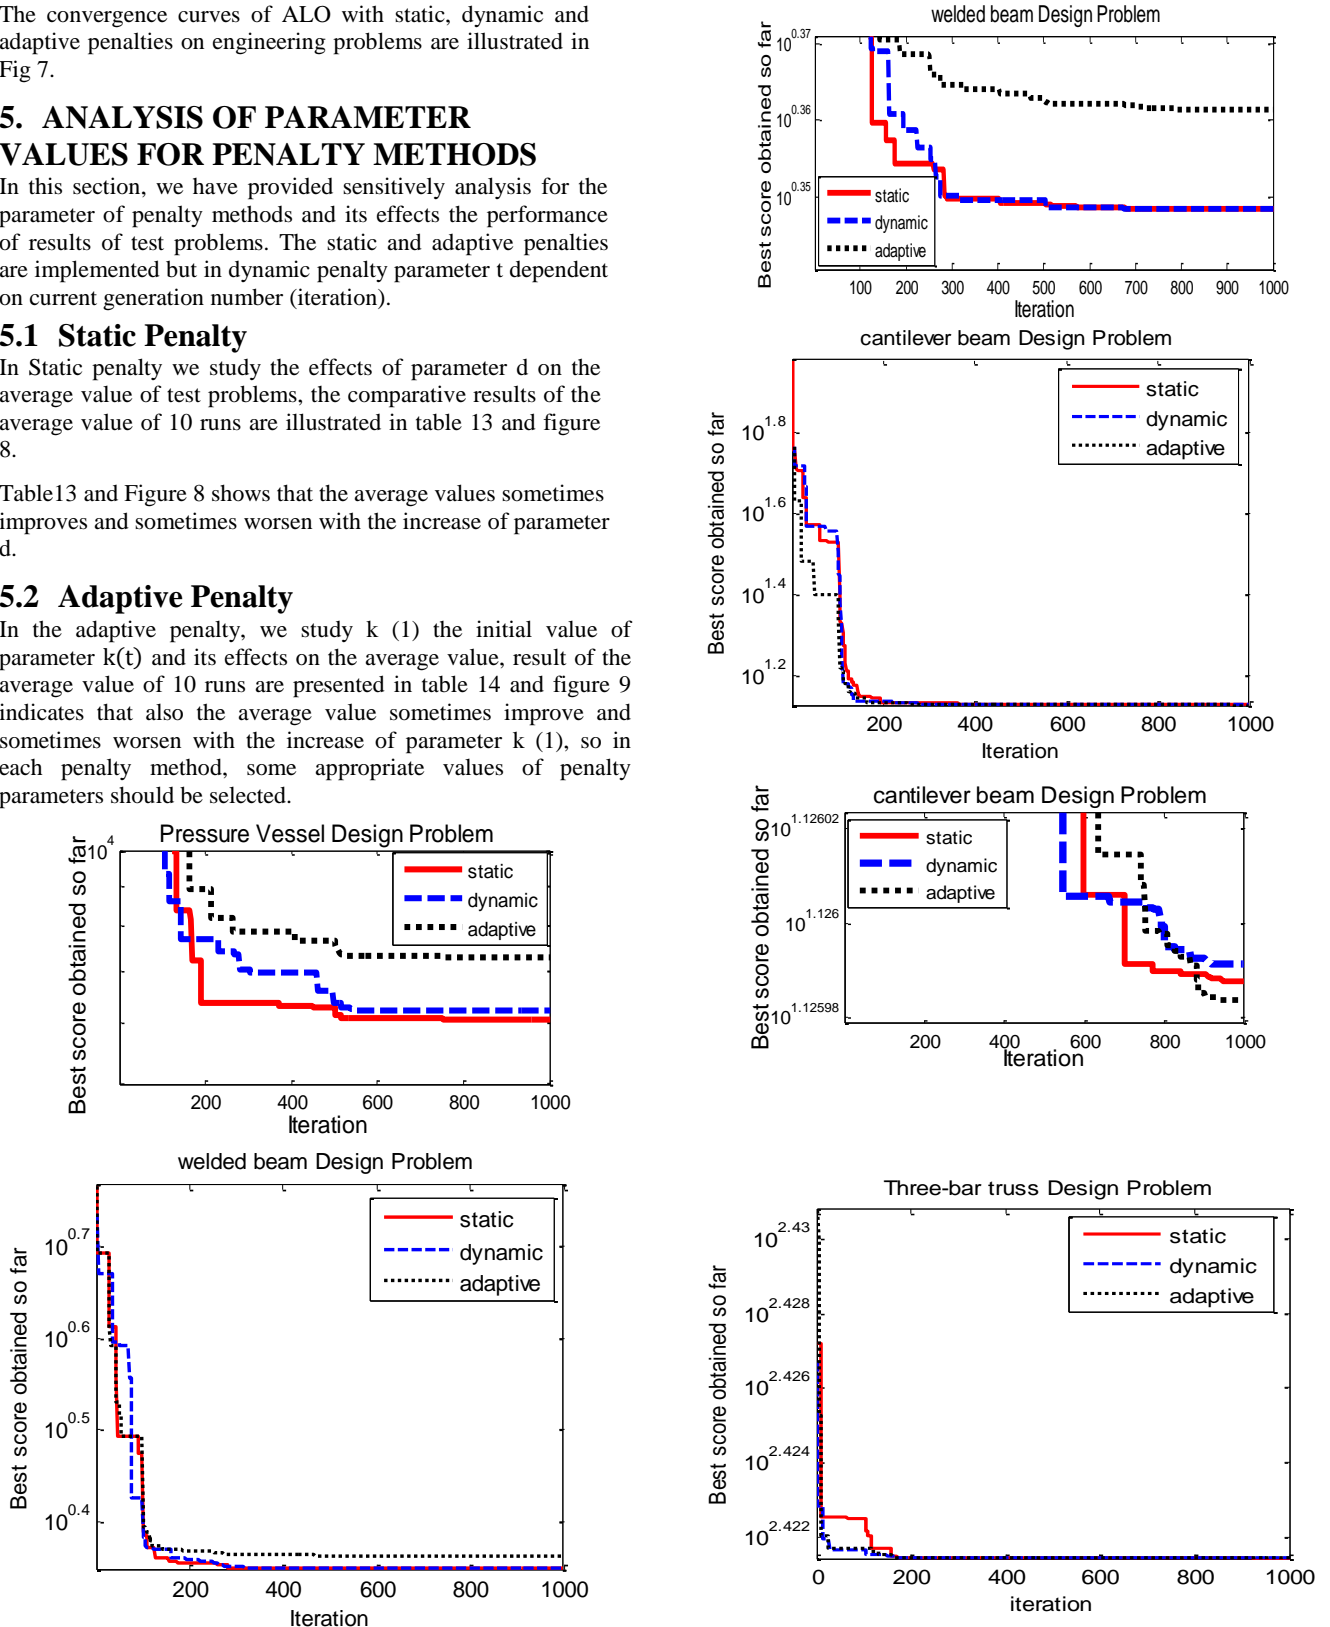 The convergence curves of ALO with static, dynamic and
adaptive penalties on engineering problems are illustrated in
Fig 7.
5. ANALYSIS OF PARAMETER
VALUES FOR PENALTY METHODS
In this section, we have provided sensitively analysis for the
parameter of penalty methods and its effects the performance
of results of test problems. The static and adaptive penalties
are implemented but in dynamic penalty parameter t dependent
on current generation number (iteration).
5.1 Static Penalty
In Static penalty we study the effects of parameter d on the
average value of test problems, the comparative results of the
average value of 10 runs are illustrated in table 13 and figure
8.
Table13 and Figure 8 shows that the average values sometimes
improves and sometimes worsen with the increase of parameter
d.
5.2 Adaptive Penalty
In the adaptive penalty, we study k (1) the initial value of
parameter k(t) and its effects on the average value, result of the
average value of 10 runs are presented in table 14 and figure 9
indicates that also the average value sometimes improve and
sometimes worsen with the increase of parameter k (1), so in
each penalty method, some appropriate values of penalty
parameters should be selected.
Pressure Vessel Design Problem
10^4
Best score obtained so far
static
dynamic
adaptive
200 400 600 800 1000
Iteration
welded beam Design Problem
Best score obtained so far
10^0.7
10^0.6
10^0.5
10^0.4
static
dynamic
adaptive
200 400 600 800 1000
Iteration
welded beam Design Problem
Best score obtained so far
10^0.37
10^0.36
10^0.35
static
dynamic
adaptive
100 200 300 400 500 600 700 800 900 1000
Iteration
cantilever beam Design Problem
Best score obtained so far
10^1.8
10^1.6
10^1.4
10^1.2
static
dynamic
adaptive
200 400 600 800 1000
Iteration
cantilever beam Design Problem
Best score obtained so far
10^1.12602
10^1.126
10^1.12598
static
dynamic
adaptive
200 400 600 800 1000
Iteration
Three-bar truss Design Problem
Best score obtained so far
10^2.43
10^2.428
10^2.426
10^2.424
10^2.422
static
dynamic
adaptive
0 200 400 600 800 1000
iteration